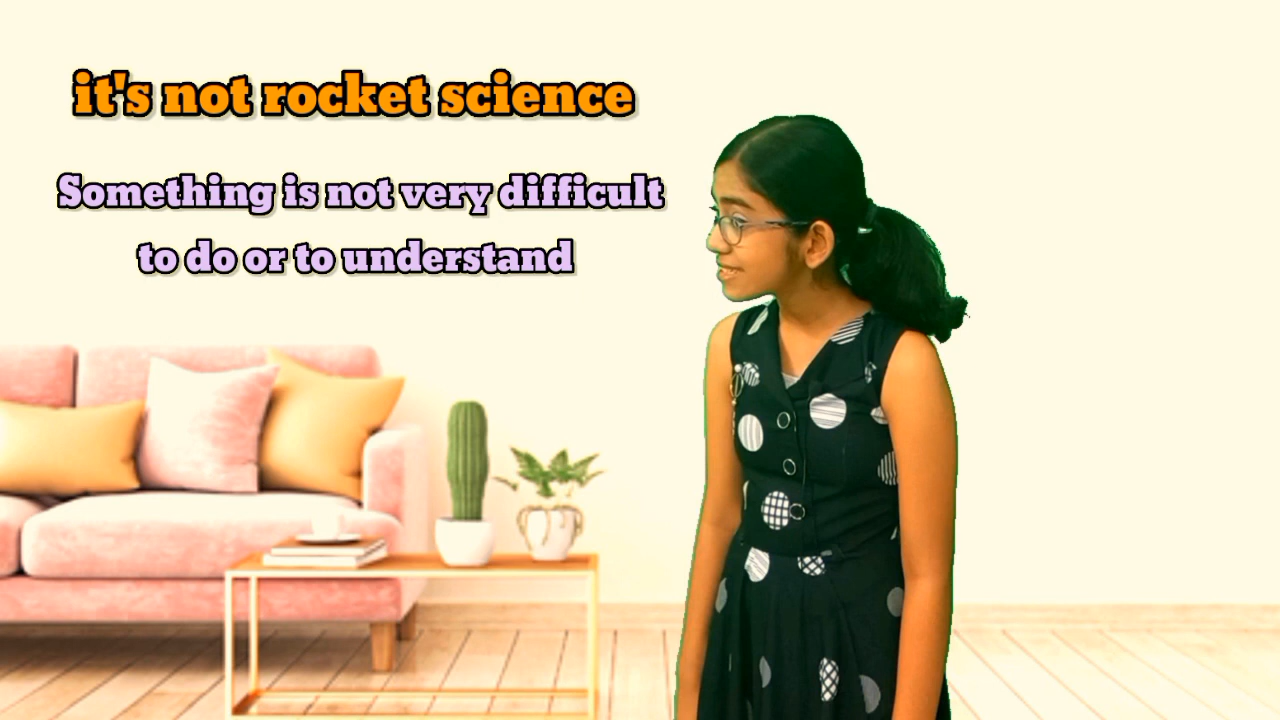 it's not rocket science
Something is not very difficult
to do or to understand